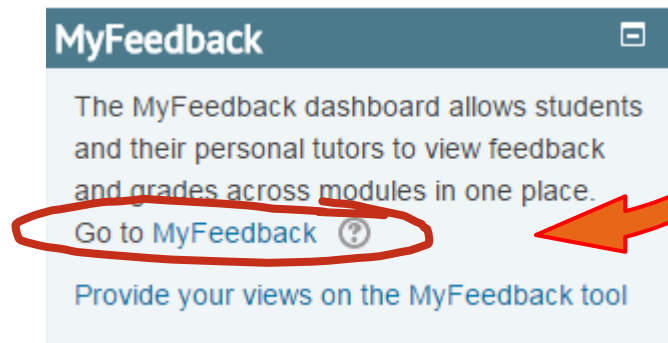 MyFeedback
The MyFeedback dashboard allows students
and their personal tutors to view feedback
and grades across modules in one place.
Go to MyFeedback ?
Provide your views on the MyFeedback tool